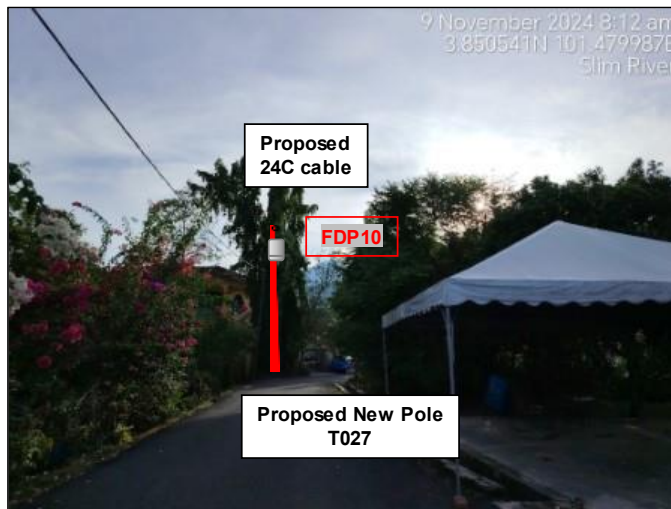 9 November 2024 8:12 am
3.850541N 101.479987E
Slim River
Proposed
24C cable
FDP10
Proposed New Pole
T027